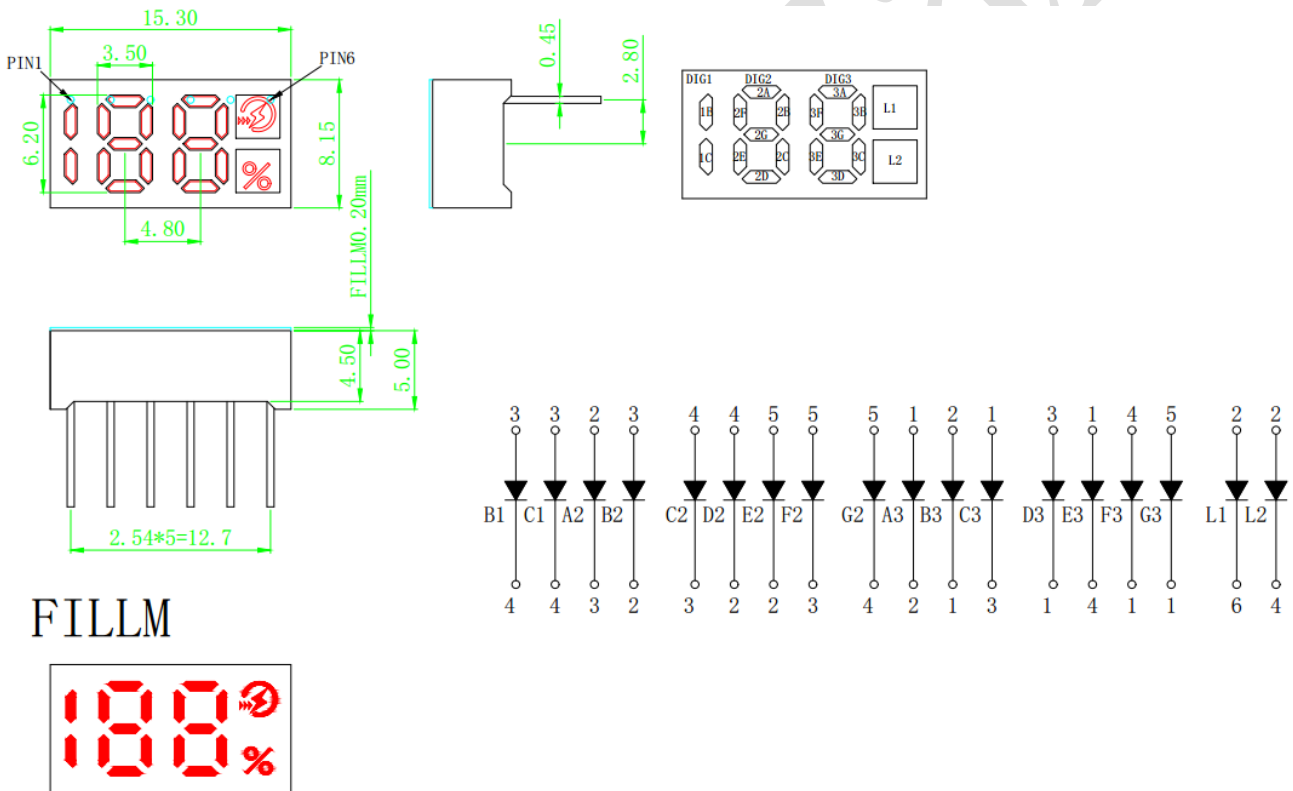 15.30
PIN1
3.50
PIN6
6.20
8.15
4.80
%
FILLM0.20mm
0.45
2.80
DIG1 DIG2 DIG3
2A 3A
1B 2F 2B 3F 3B L1
2G 3G
1C 2E 2C 3E 3C L2
2D 3D
4.50
5.00
2.54*5=12.7
3 3 2 3 4 4 5 5 5 1 2 1 3 1 4 5 2 2
B1 C1 A2 B2 C2 D2 E2 F2 G2 A3 B3 C3 D3 E3 F3 G3 L1 L2
4 4 3 2 3 2 2 3 4 2 1 3 1 4 1 1 6 4
FILLM
188
%